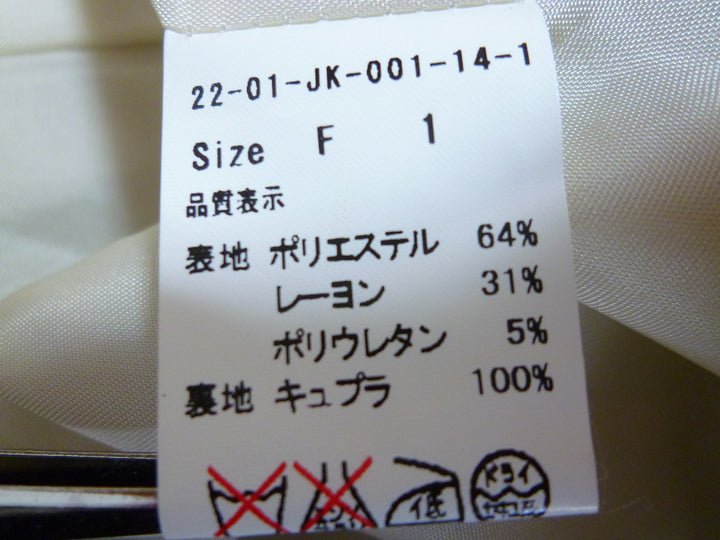 22-01-JK-001-14-1
Size F 1
品質表示
表地 ポリエステル 64%
レーヨン 31%
ポリウレタン 5%
裏地 キュプラ 100%
低
ドライ